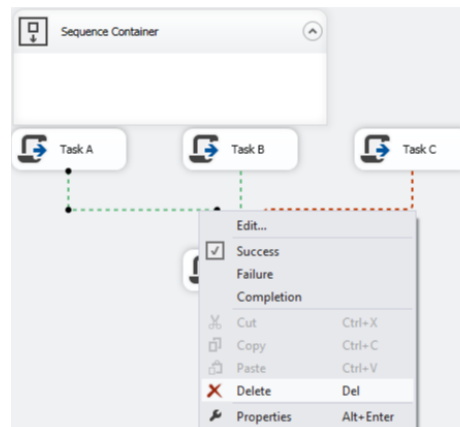 Sequence Container
Task A
Task B
Task C
Edit...
Success
Failure
Completion
Cut Ctrl+X
Copy Ctrl+C
Paste Ctrl+V
Delete Del
Properties Alt+Enter